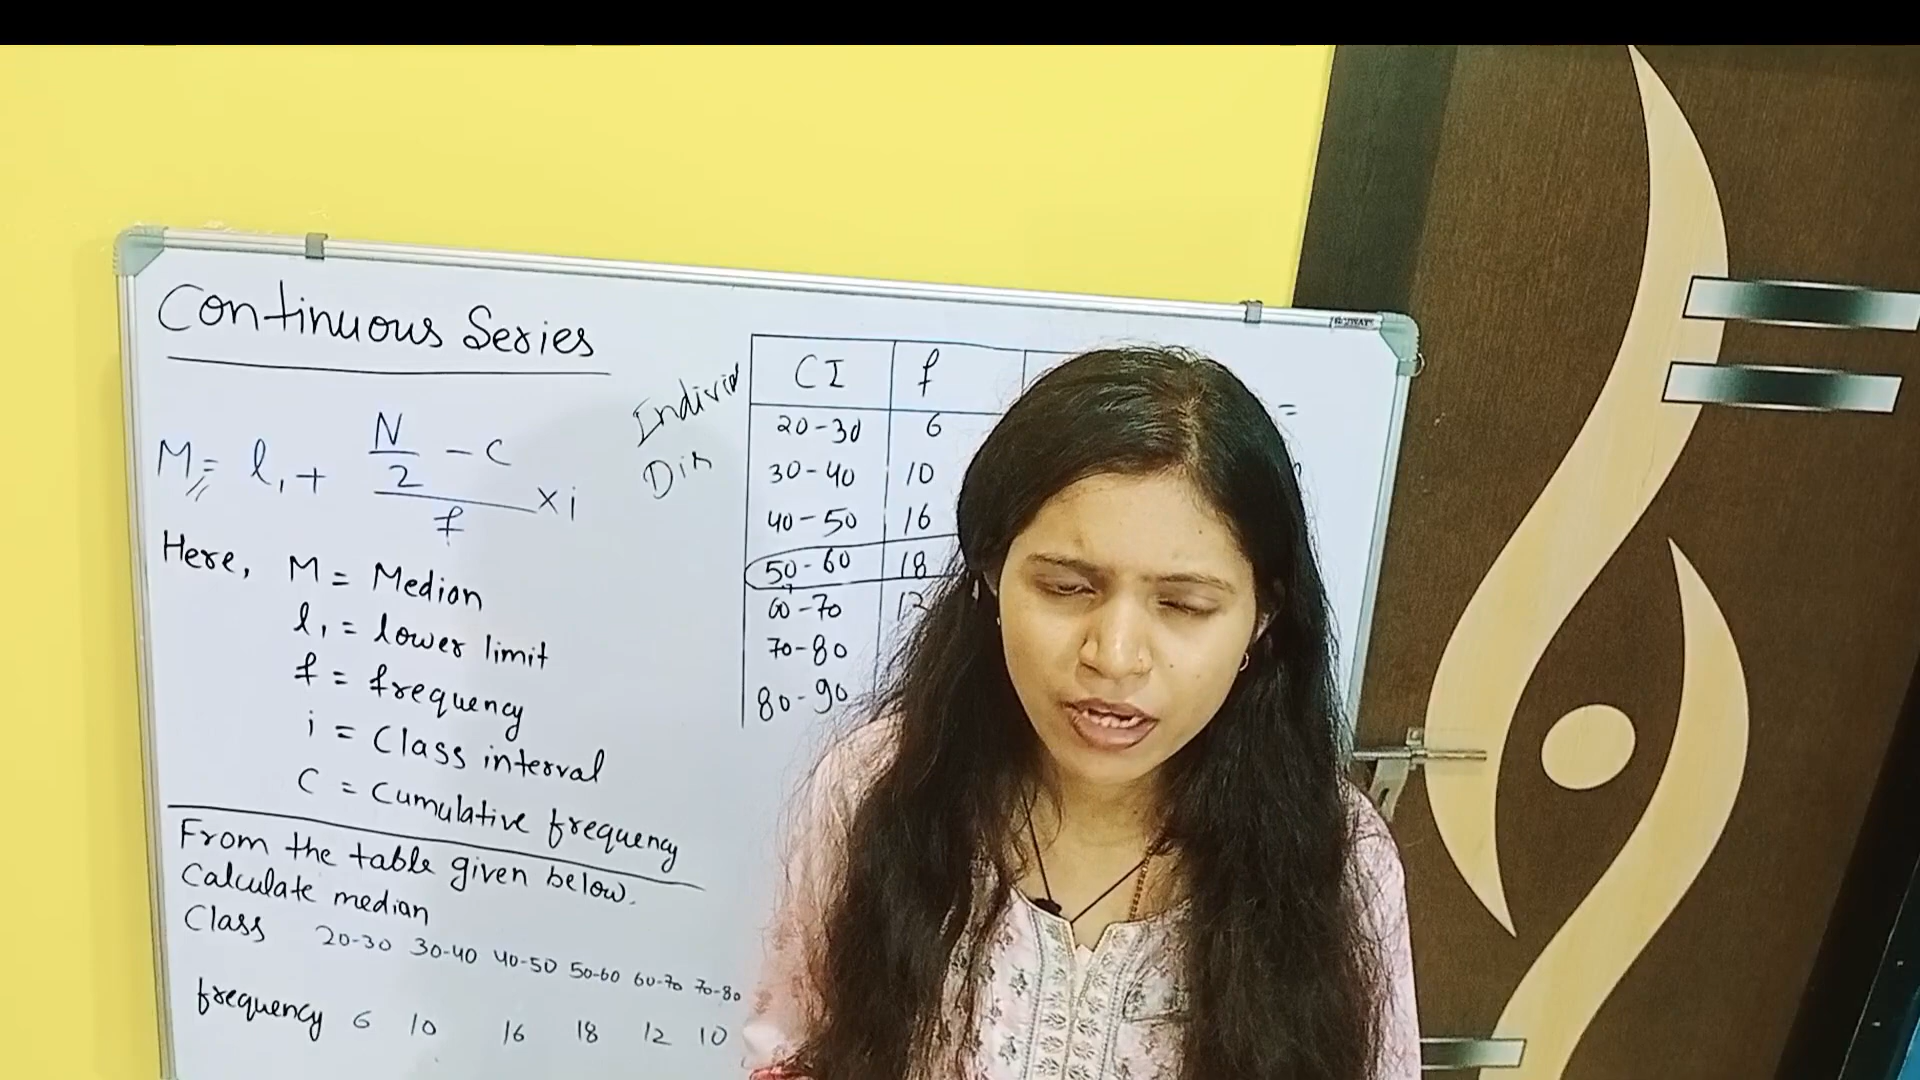 Continuous Series
M = l₁ + (N/2 - C)/f × i
Here, M = Median
l₁ = lower limit
f = frequency
i = Class interval
C = Cumulative frequency
From the table given below.
Calculate median
Class 20-30 30-40 40-50 50-60 60-70 70-80
frequency 6 10 16 18 12 10
CI f
20-30 6
30-40 10
40-50 16
50-60 18
60-70 12
70-80
80-90
=